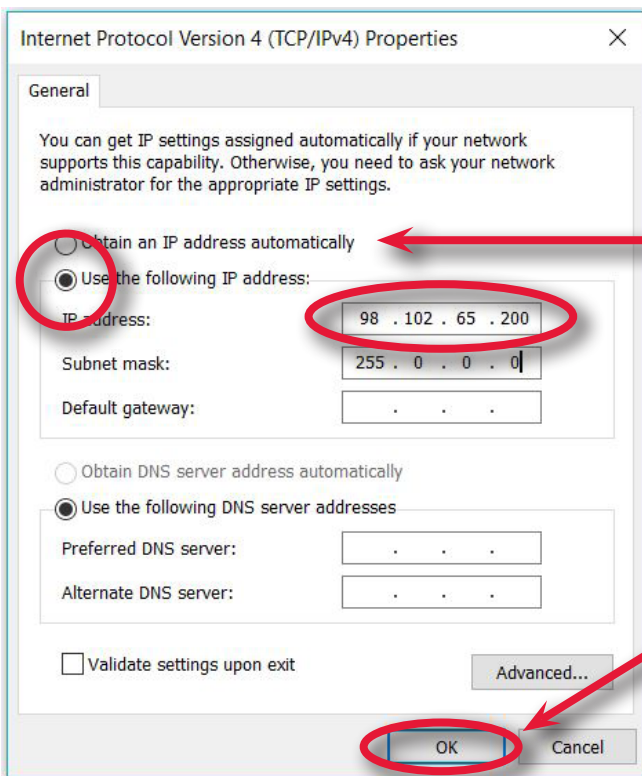 Internet Protocol Version 4 (TCP/IPv4) Properties
General
You can get IP settings assigned automatically if your network
supports this capability. Otherwise, you need to ask your network
administrator for the appropriate IP settings.
Obtain an IP address automatically
Use the following IP address:
IP address: 98 . 102 . 65 . 200
Subnet mask: 255 . 0 . 0 . 0
Default gateway: . . .
Obtain DNS server address automatically
Use the following DNS server addresses
Preferred DNS server: . . .
Alternate DNS server: . . .
Validate settings upon exit
Advanced...
OK Cancel